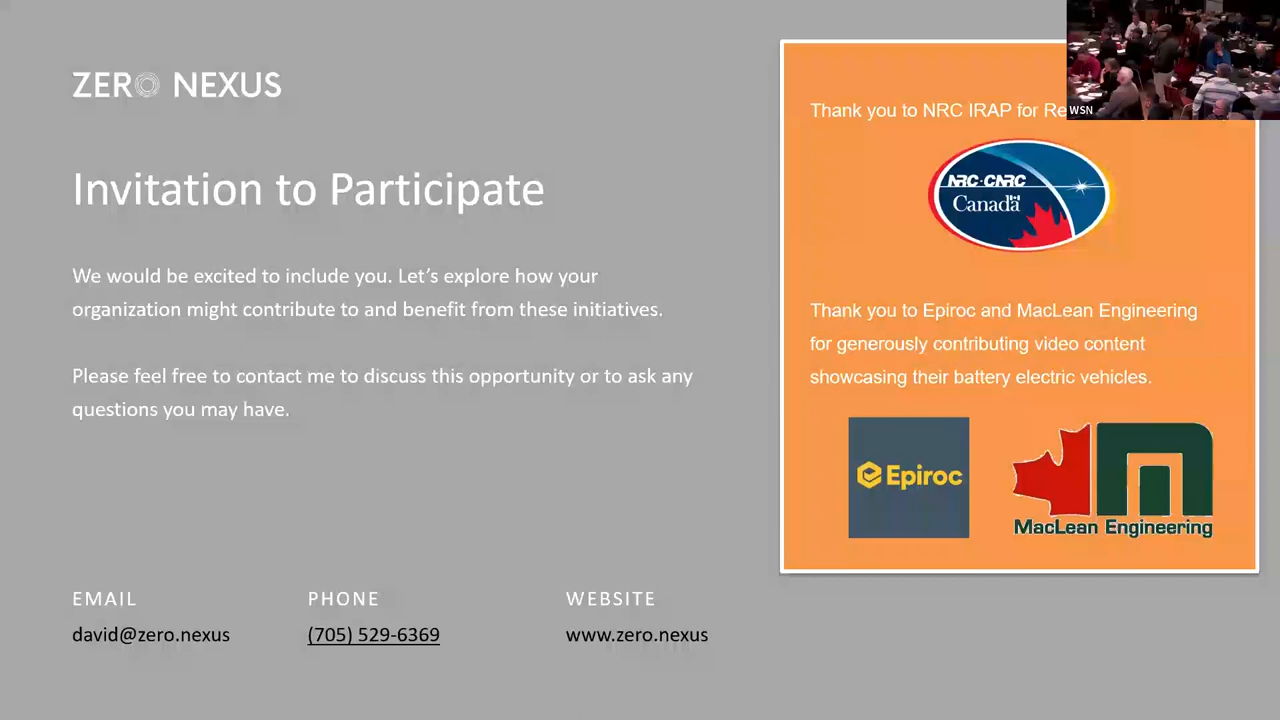 ZERO NEXUS
Invitation to Participate
We would be excited to include you. Let's explore how your
organization might contribute to and benefit from these initiatives.
Please feel free to contact me to discuss this opportunity or to ask any
questions you may have.
EMAIL
PHONE
WEBSITE
david@zero.nexus
(705) 529-6369
www.zero.nexus
Thank you to NRC IRAP for
WSN
NRC·CNRC
Canada
Thank you to Epiroc and MacLean Engineering
for generously contributing video content
showcasing their battery electric vehicles.
Epiroc
MacLean Engineering